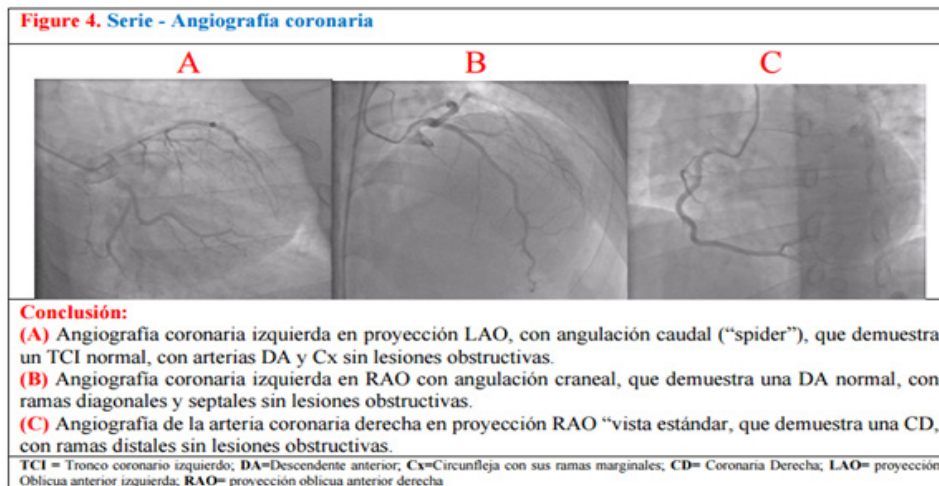 Figure 4. Serie - Angiografía coronaria
A B C
Conclusión:
(A) Angiografía coronaria izquierda en proyección LAO, con angulación caudal (“spider”), que demuestra
un TCI normal, con arterias DA y Cx sin lesiones obstructivas.
(B) Angiografía coronaria izquierda en RAO con angulación craneal, que demuestra una DA normal, con
ramas diagonales y septales sin lesiones obstructivas.
(C) Angiografía de la arteria coronaria derecha en proyección RAO “vista estándar, que demuestra una CD,
con ramas distales sin lesiones obstructivas.
TCI = Tronco coronario izquierdo; DA=Descendente anterior; Cx=Circunfleja con sus ramas marginales; CD= Coronaria Derecha; LAO= proyección
Oblicua anterior izquierda; RAO= proyección oblicua anterior derecha